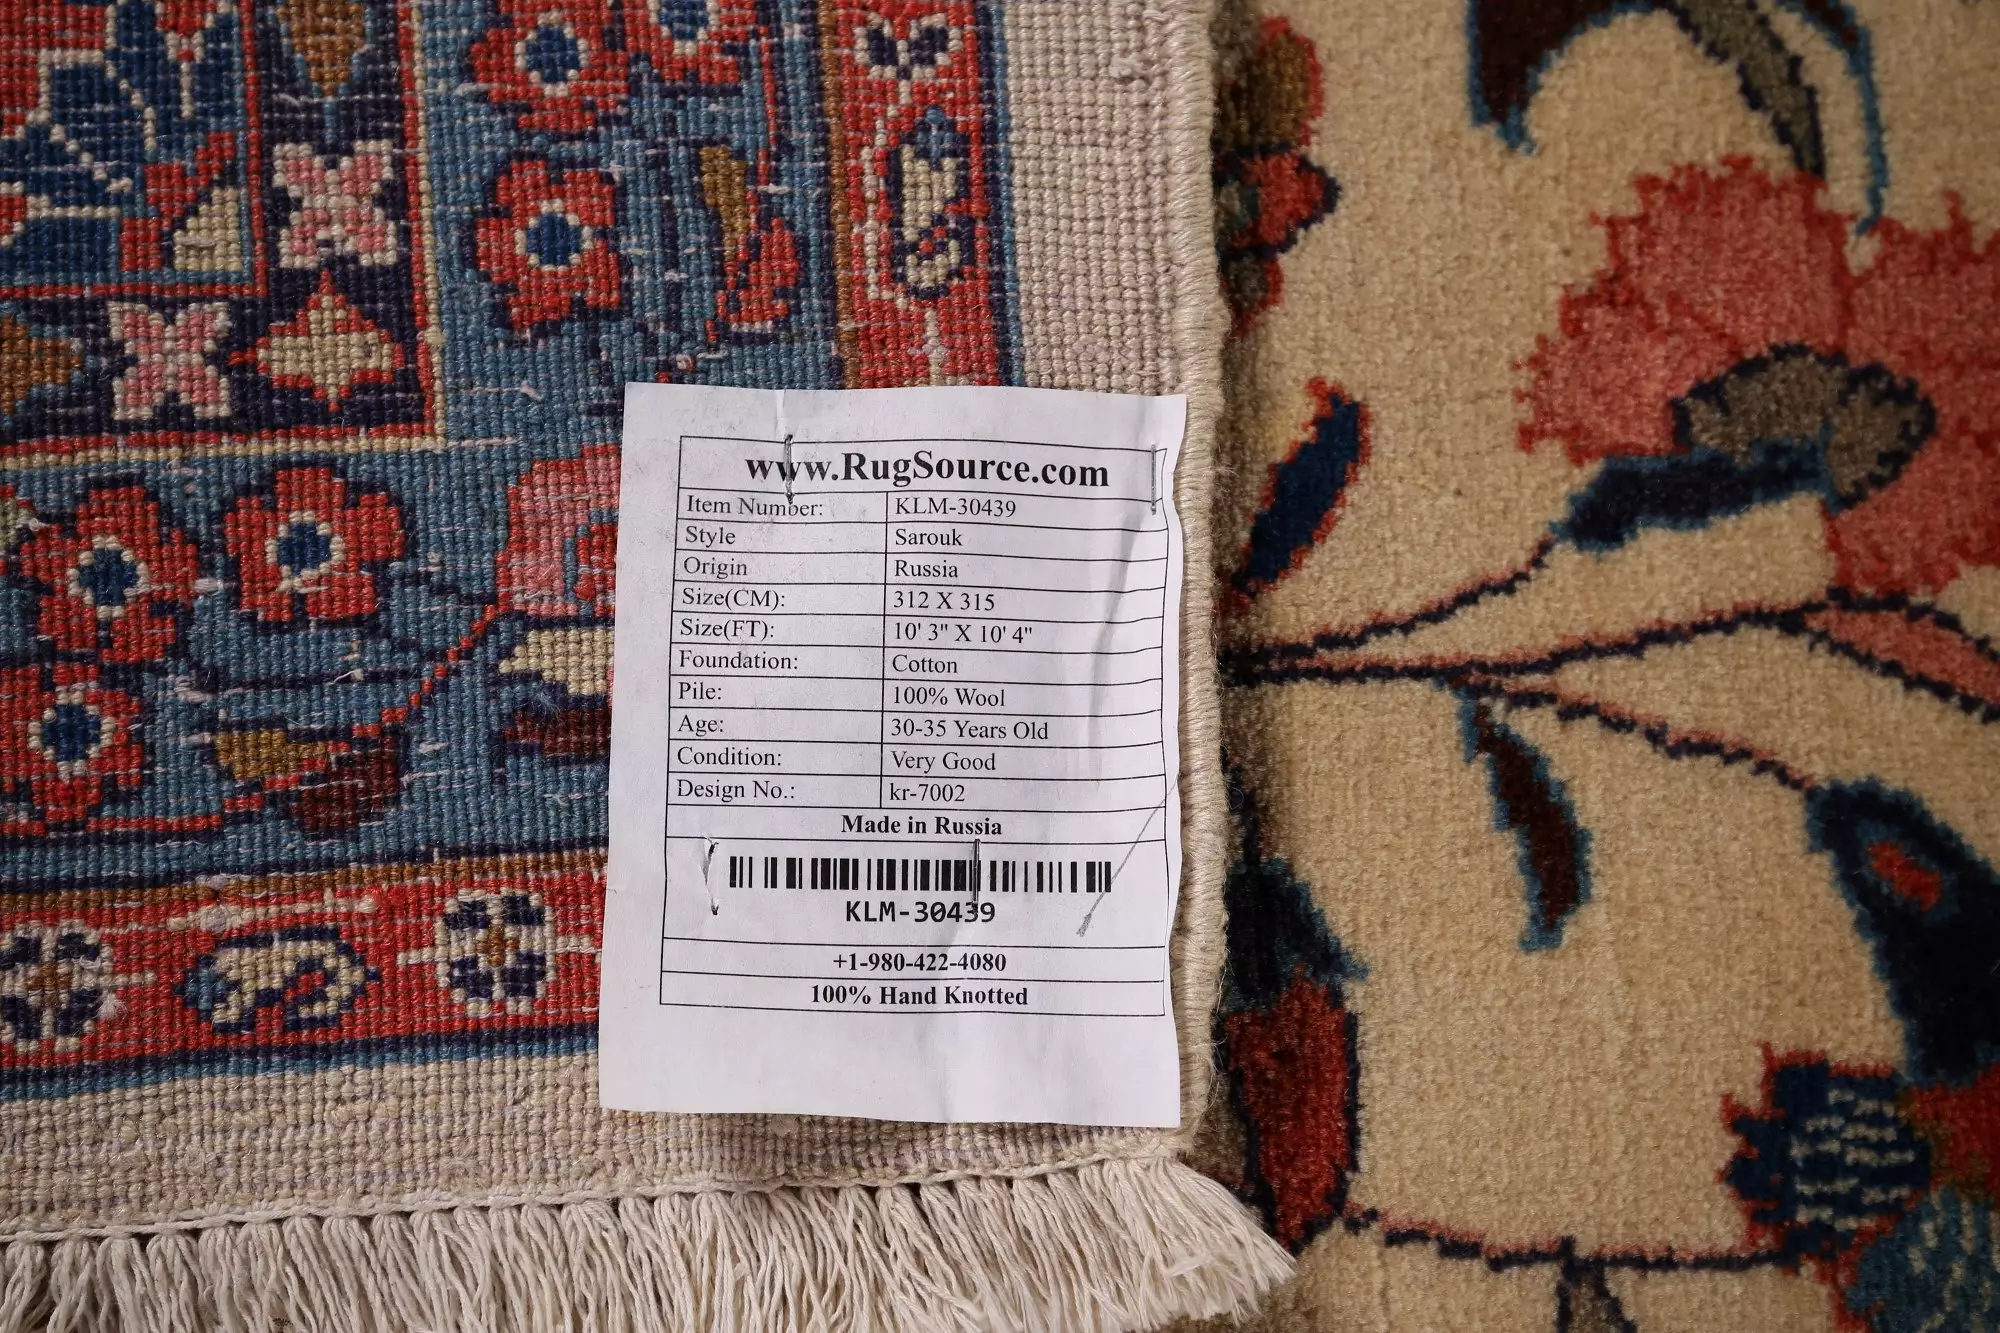 www.RugSource.com
Item Number: KLM-30439
Style Sarouk
Origin Russia
Size(CM): 312 X 315
Size(FT): 10' 3" X 10' 4"
Foundation: Cotton
Pile: 100% Wool
Age: 30-35 Years Old
Condition: Very Good
Design No.: kr-7002
Made in Russia
KLM-30439
+1-980-422-4080
100% Hand Knotted